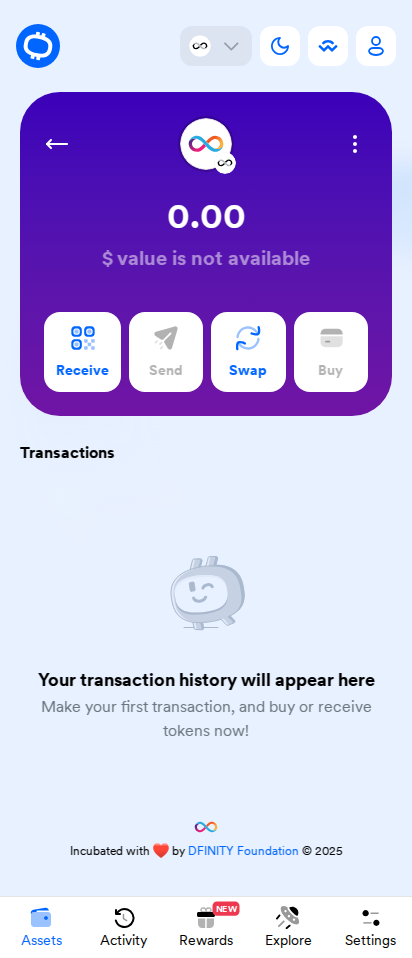 0.00
$ value is not available
Receive
Send
Swap
Buy
Transactions
Your transaction history will appear here
Make your first transaction, and buy or receive
tokens now!
Incubated with ❤️ by DFINITY Foundation © 2025
NEW
Assets
Activity
Rewards
Explore
Settings